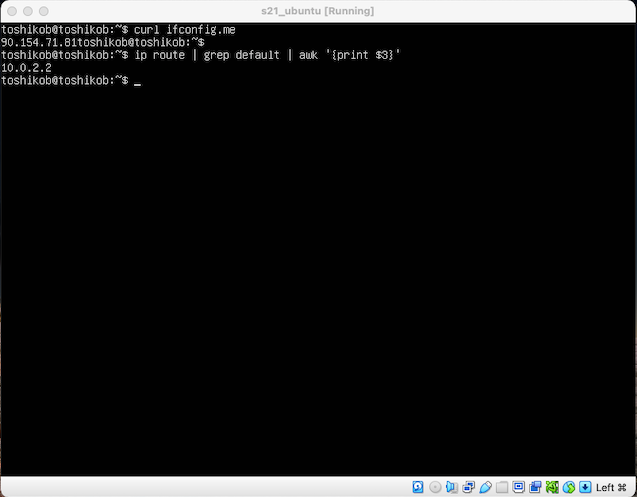 s21_ubuntu [Running]
toshikob@toshikob:~$ curl ifconfig.me
90.154.71.81toshikob@toshikob:~$
toshikob@toshikob:~$ ip route | grep default | awk '{print $3}'
10.0.2.2
toshikob@toshikob:~$ _
Left ⌘